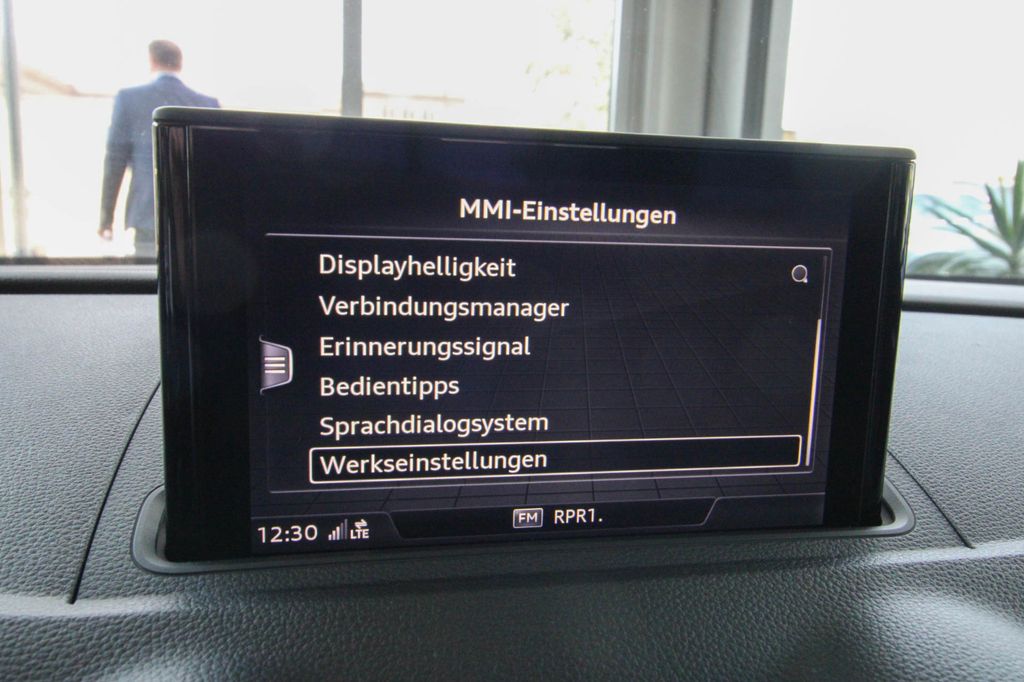 MMI-Einstellungen
Displayhelligkeit
Verbindungsmanager
Erinnerungssignal
Bedientipps
Sprachdialogsystem
Werkseinstellungen
12:30 LTE FM RPR1.